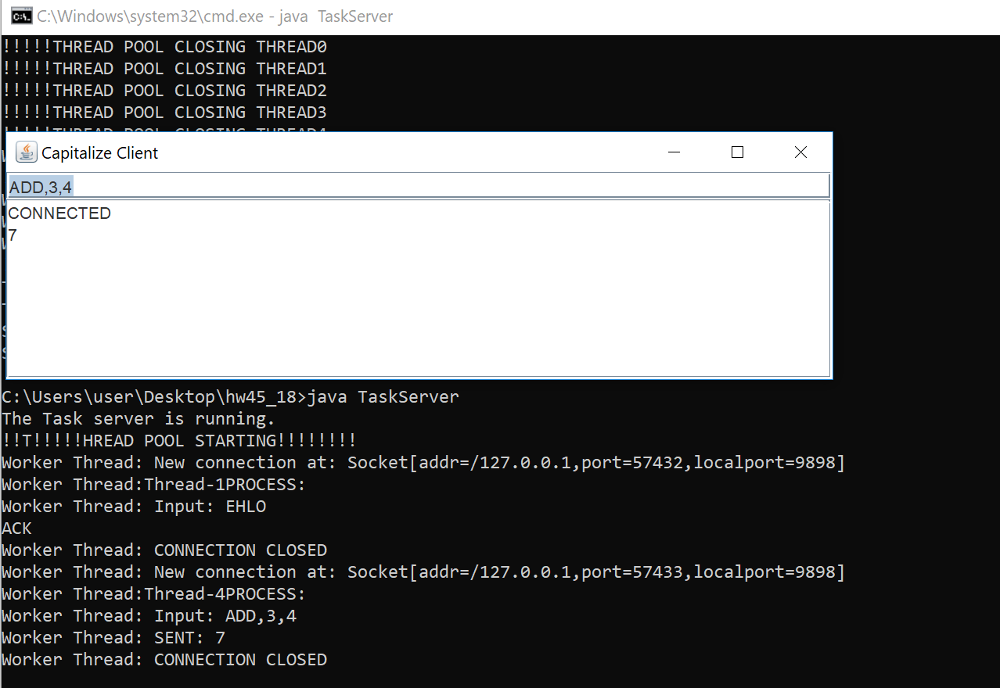 C:\Windows\system32\cmd.exe - java  TaskServer
!!!!!THREAD POOL CLOSING THREAD0
!!!!!THREAD POOL CLOSING THREAD1
!!!!!THREAD POOL CLOSING THREAD2
!!!!!THREAD POOL CLOSING THREAD3
!!!!!THREAD POOL CLOSING THREAD4
Capitalize Client
ADD,3,4
CONNECTED
7
C:\Users\user\Desktop\hw45_18>java TaskServer
The Task server is running.
!!T!!!!!HREAD POOL STARTING!!!!!!!!
Worker Thread: New connection at: Socket[addr=/127.0.0.1,port=57432,localport=9898]
Worker Thread:Thread-1PROCESS:
Worker Thread: Input: EHLO
ACK
Worker Thread: CONNECTION CLOSED
Worker Thread: New connection at: Socket[addr=/127.0.0.1,port=57433,localport=9898]
Worker Thread:Thread-4PROCESS:
Worker Thread: Input: ADD,3,4
Worker Thread: SENT: 7
Worker Thread: CONNECTION CLOSED